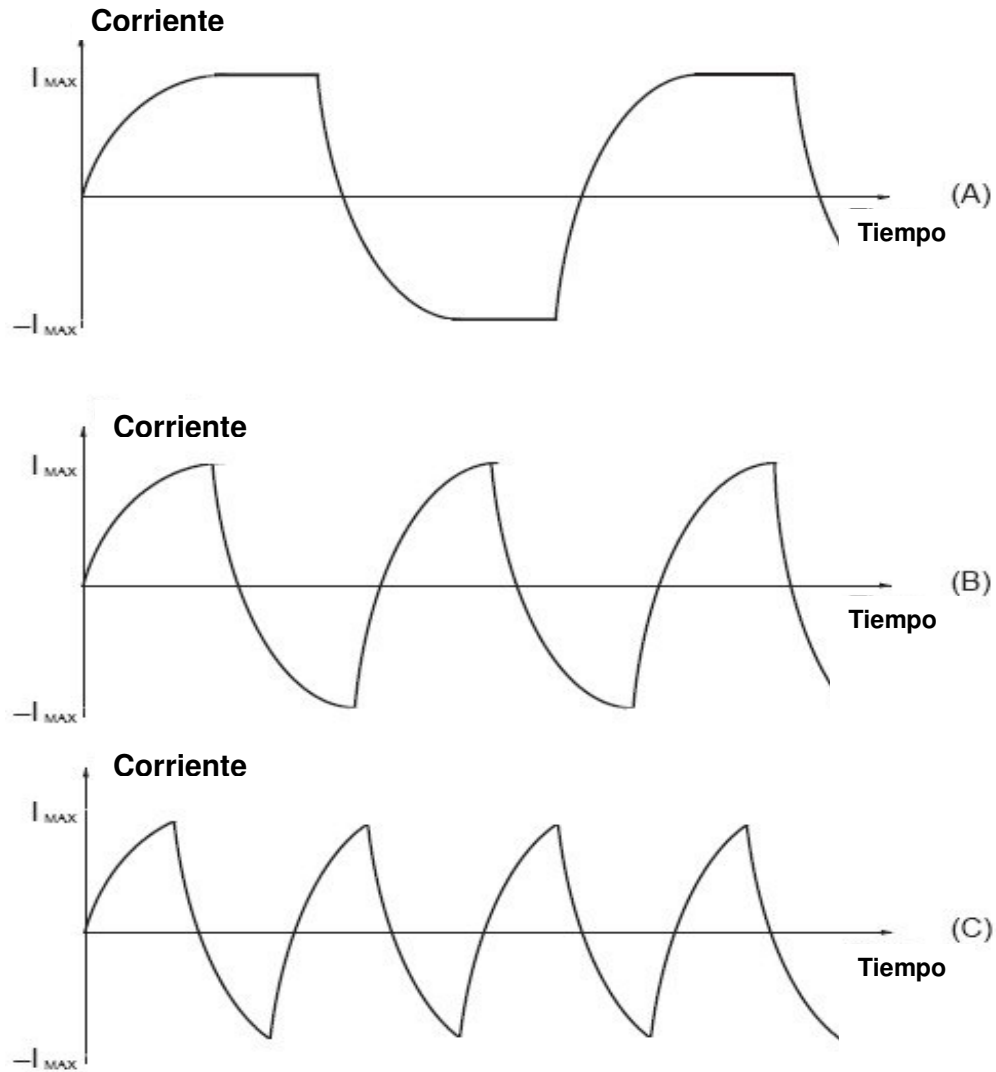 Corriente
I MAX
(A)
Tiempo
–I MAX
Corriente
I MAX
(B)
Tiempo
–I MAX
Corriente
I MAX
(C)
Tiempo
–I MAX